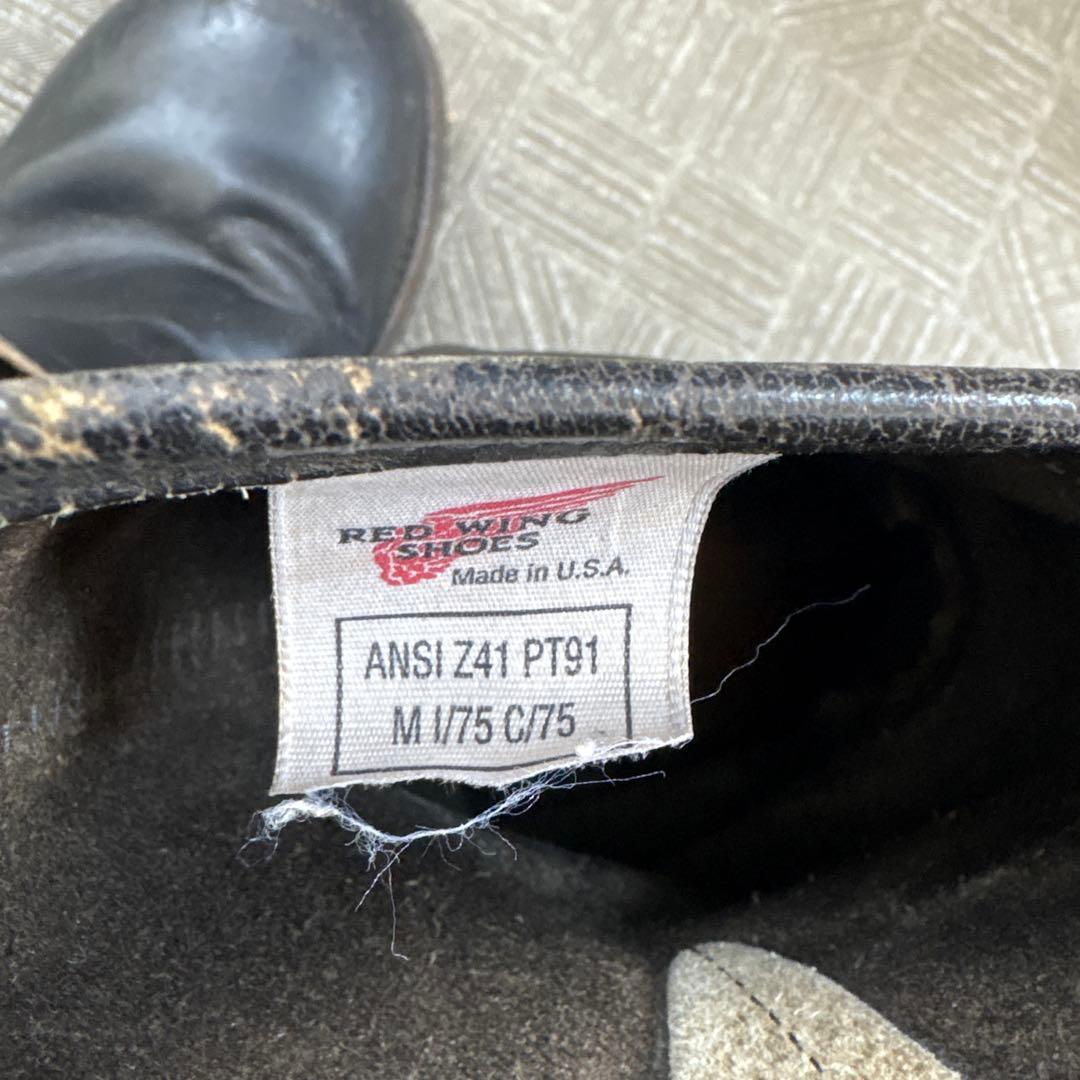 RED WING
SHOES
Made in U.S.A.
ANSI Z41 PT91
M I/75 C/75